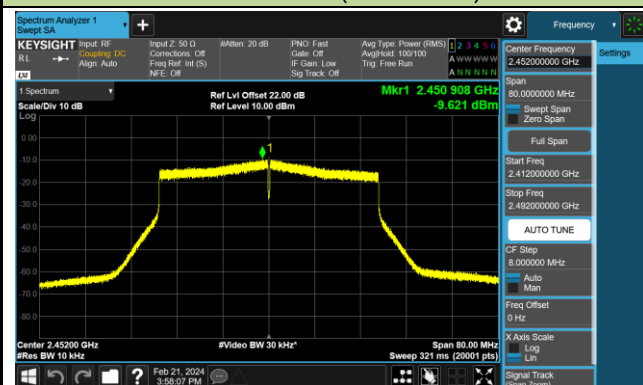 Spectrum Analyzer 1
Swept SA
Frequency
KEYSIGHT
Input: RF
Coupling: DC
Align: Auto
Input Z: 50 Ω
Corrections: Off
Freq Ref: Int (S)
NFE: Off
#Atten: 20 dB
PNO: Fast
Gate: Off
IF Gain: Low
Sig Track: Off
Avg Type: Power (RMS)
Avg|Hold: 100/100
Trig: Free Run
1 2 3 4 5 6
A W W W W W
A N N N N N
RL
LXI
Center Frequency
2.452000000 GHz
Settings
Span
80.0000000 MHz
Swept Span
Zero Span
Full Span
Start Freq
2.412000000 GHz
Stop Freq
2.492000000 GHz
AUTO TUNE
CF Step
8.000000 MHz
Auto
Man
Freq Offset
0 Hz
X Axis Scale
Log
Lin
Signal Track
(Span Zoom)
1 Spectrum
Scale/Div 10 dB
Log
Ref Lvl Offset 22.00 dB
Ref Level 10.00 dBm
Mkr1 2.450 908 GHz
-9.621 dBm
0.00
-10.0
-20.0
-30.0
-40.0
-50.0
-60.0
-70.0
-80.0
1
Center 2.45200 GHz
#Res BW 10 kHz
#Video BW 30 kHz*
Span 80.00 MHz
Sweep 321 ms (20001 pts)
?
Feb 21, 2024
3:58:07 PM